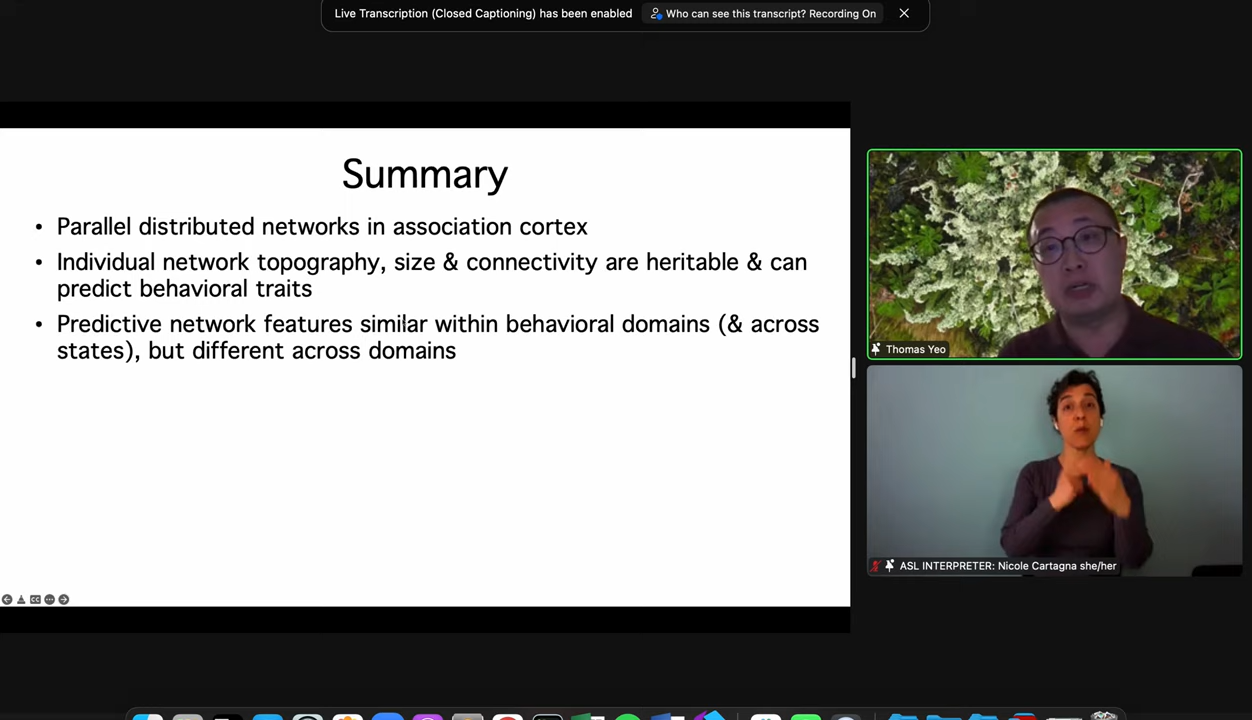 Live Transcription (Closed Captioning) has been enabled
Who can see this transcript? Recording On
Summary
• Parallel distributed networks in association cortex
• Individual network topography, size & connectivity are heritable & can
predict behavioral traits
• Predictive network features similar within behavioral domains (& across
states), but different across domains
Thomas Yeo
ASL INTERPRETER: Nicole Cartagna she/her